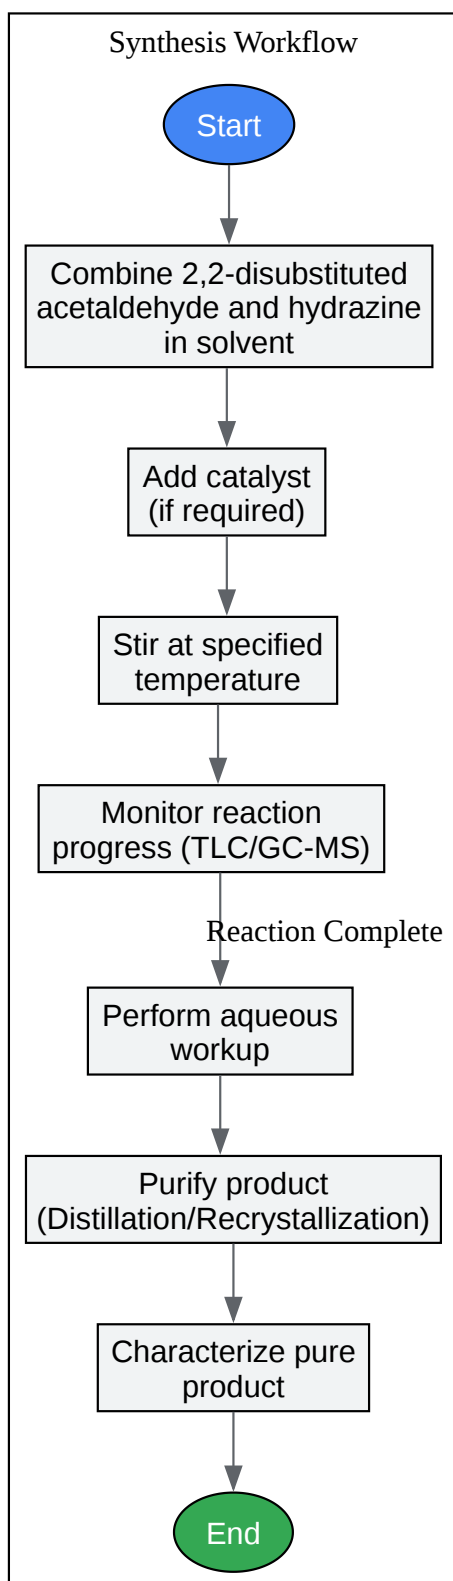 Synthesis Workflow
Start
Combine 2,2-disubstituted
acetaldehyde and hydrazine
in solvent
Add catalyst
(if required)
Stir at specified
temperature
Monitor reaction
progress (TLC/GC-MS)
Reaction Complete
Perform aqueous
workup
Purify product
(Distillation/Recrystallization)
Characterize pure
product
End